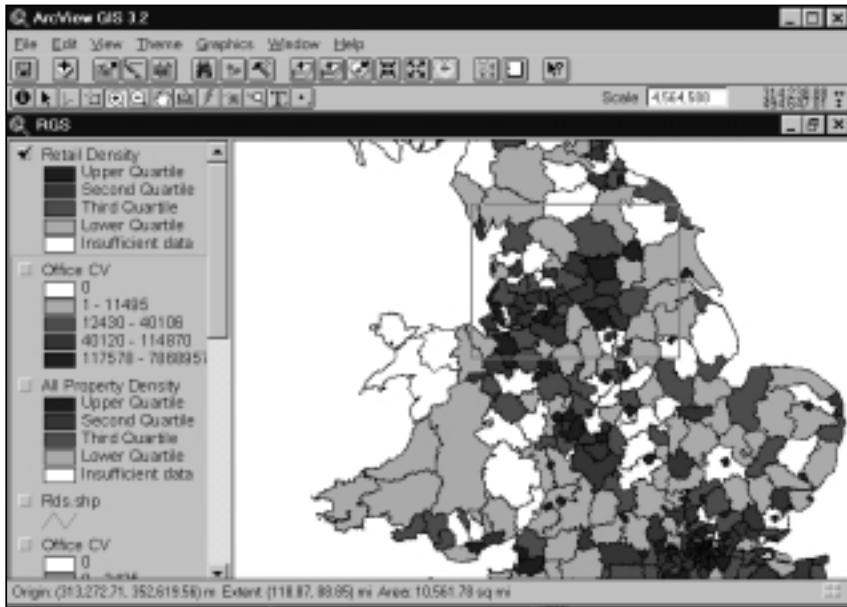 ArcView GIS 3.2
File Edit View Theme Graphics Window Help
Scale
4,564,500
RGS
Retail Density
Upper Quartile
Second Quartile
Third Quartile
Lower Quartile
Insufficient data
Office CV
0
1 - 11495
12430 - 40106
40120 - 114870
All Property Density
Upper Quartile
Second Quartile
Third Quartile
Lower Quartile
Insufficient data
Rds.shp
Office CV
0
Origin: (313,272.71, 352,619.56) m Extent: (118.87, 88.85) mi Area: 10,561.78 sq mi